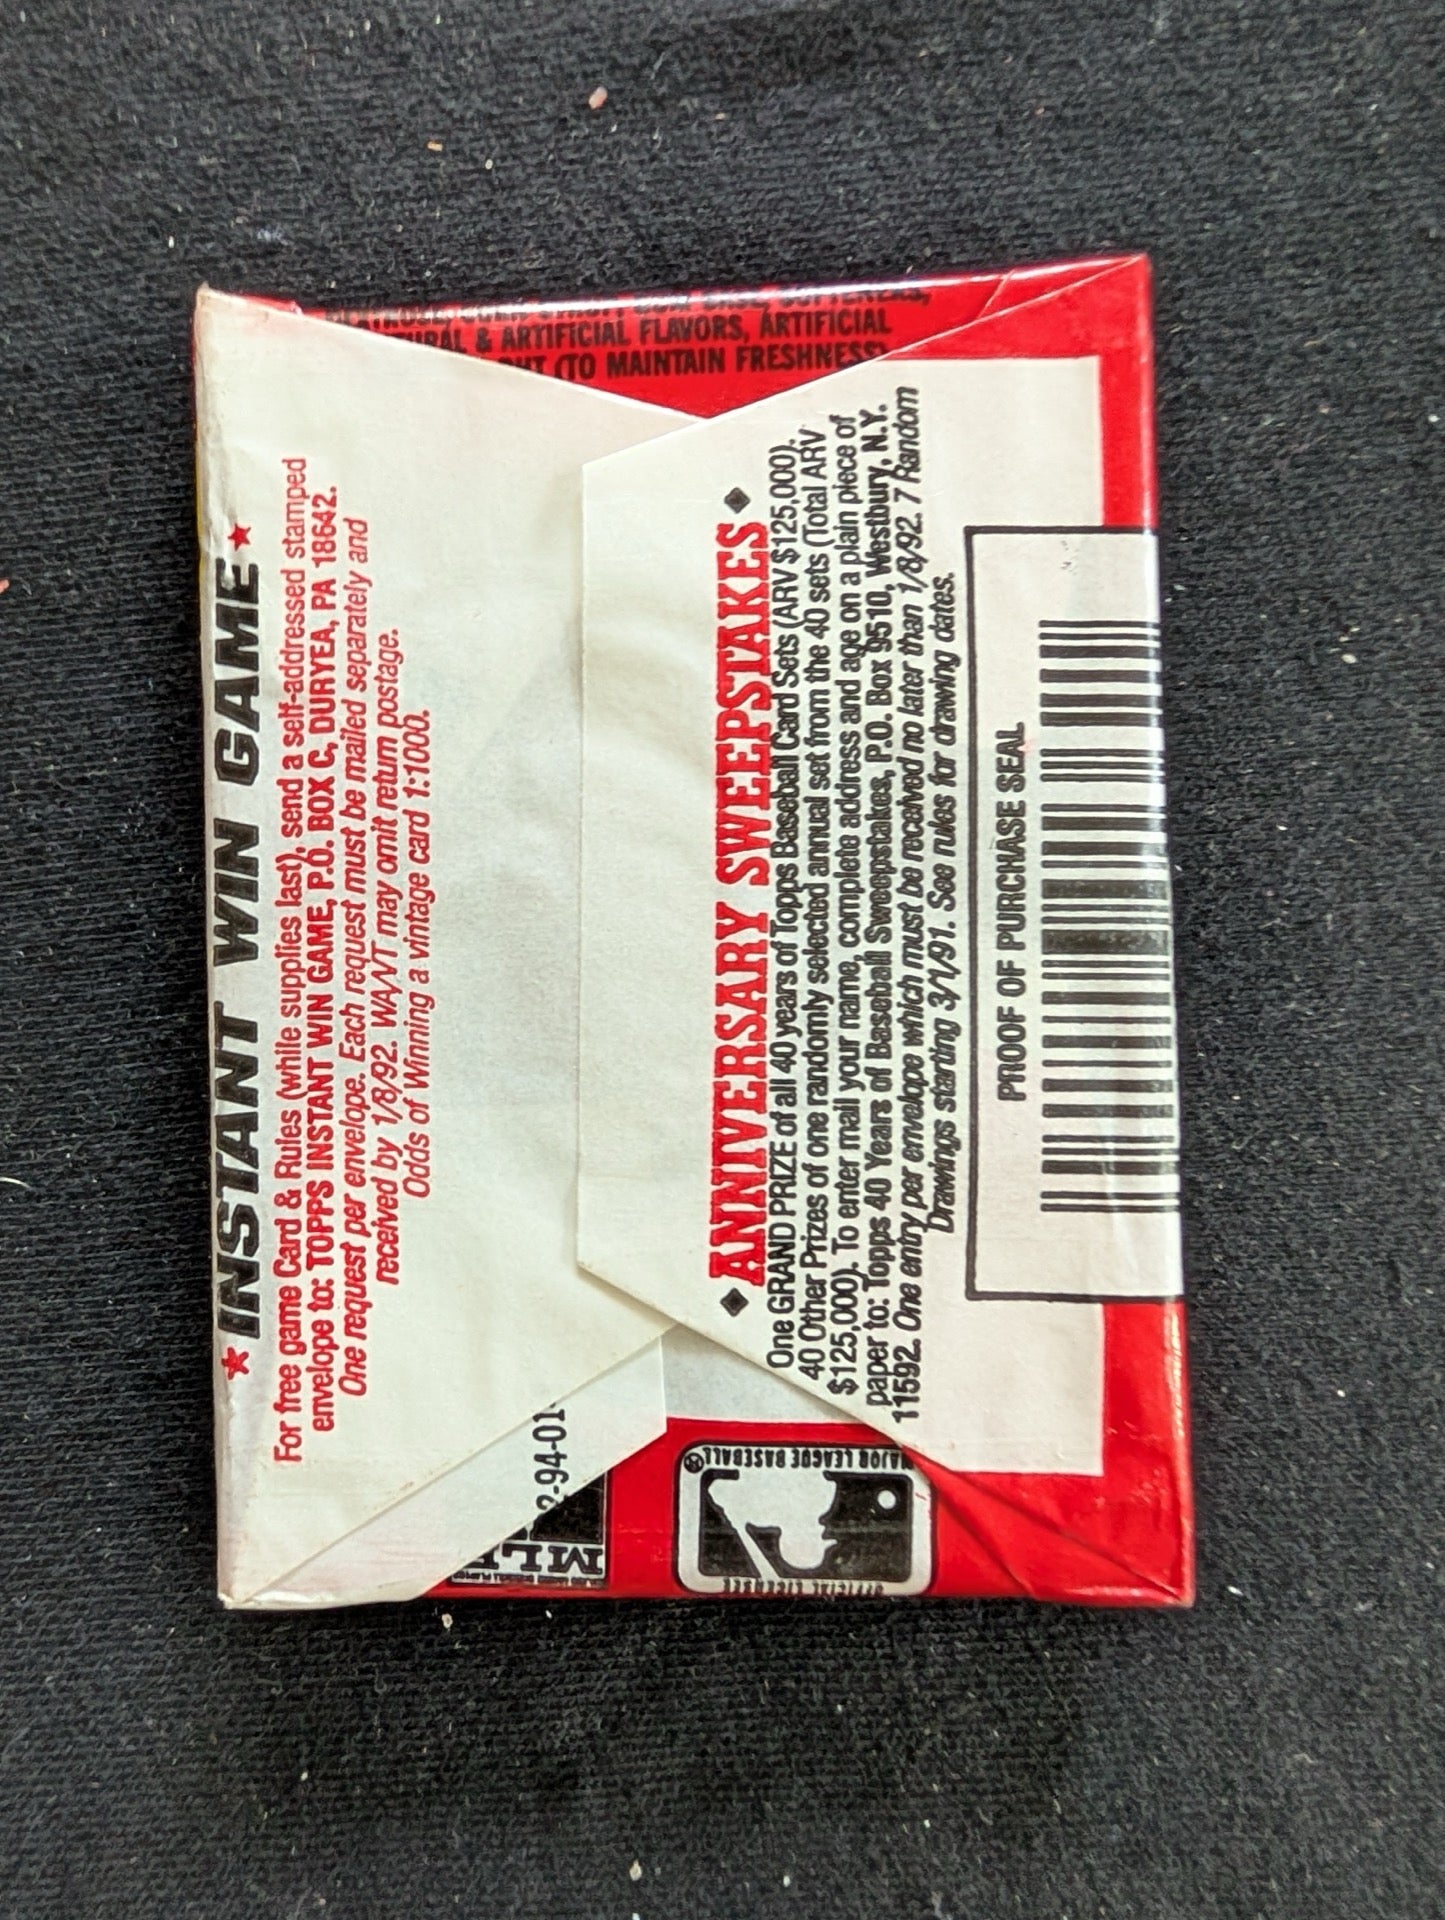 & ARTIFICIAL FLAVORS, ARTIFICIAL
(TO MAINTAIN FRESHNESS)
★ INSTANT WIN GAME ★
For free game Card & Rules (while supplies last), send a self-addressed stamped
envelope to: TOPPS INSTANT WIN GAME, P.O. BOX C, DURYEA, PA 18642.
One request per envelope. Each request must be mailed separately and
received by 1/8/92. WA/VT may omit return postage.
Odds of Winning a vintage card 1:1000.
◆ ANNIVERSARY SWEEPSTAKES ◆
One GRAND PRIZE of all 40 years of Topps Baseball Card Sets (ARV $125,000).
40 Other Prizes of one randomly selected annual set from the 40 sets (Total ARV
$125,000). To enter mail your name, complete address and age on a plain piece of
paper to: Topps 40 Years of Baseball Sweepstakes, P.O. Box 9510, Westbury, N.Y.
11592. One entry per envelope which must be received no later than 1/8/92. 7 Random
Drawings starting 3/1/91. See rules for drawing dates.
PROOF OF PURCHASE SEAL
2-94-01-
MLB
MAJOR LEAGUE BASEBALL
OFFICIAL LICENSEE